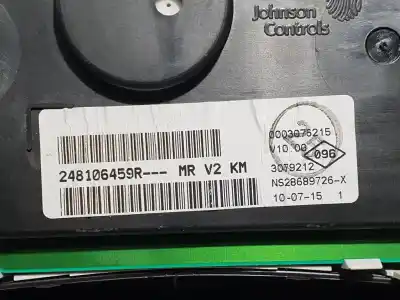 Johnson
Controls
248106459R--- MR V2 KM
0003076215
V10.00
096
3079212
NS28689726-X
10-07-15 1